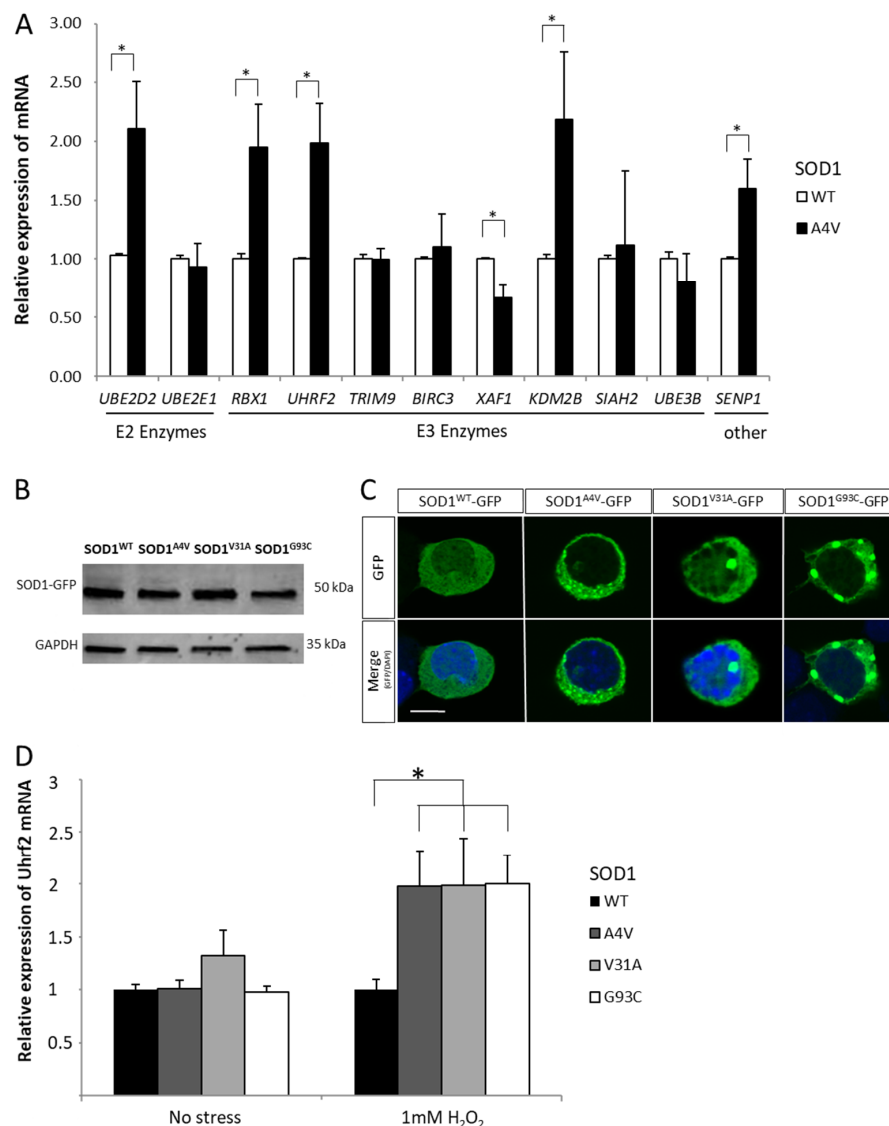 A
Relative expression of mRNA
3.00
2.50
2.00
1.50
1.00
0.50
0.00
* * * * * *
SOD1
WT
A4V
UBE2D2 UBE2E1 RBX1 UHRF2 TRIM9 BIRC3 XAF1 KDM2B SIAH2 UBE3B SENP1
E2 Enzymes E3 Enzymes other
B
SOD1WT SOD1A4V SOD1V31A SOD1G93C
SOD1-GFP 50 kDa
GAPDH 35 kDa
C
SOD1WT-GFP SOD1A4V-GFP SOD1V31A-GFP SOD1G93C-GFP
GFP
Merge
(GFP/DAPI)
D
Relative expression of Uhrf2 mRNA
3
2.5
2
1.5
1
0.5
*
SOD1
WT
A4V
V31A
G93C
No stress 1mM H₂O₂